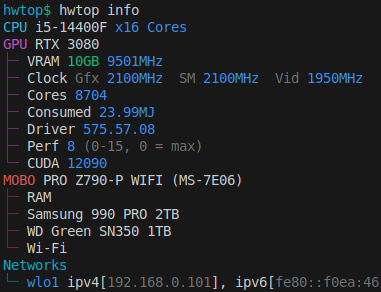 hwtop$ hwtop info
CPU i5-14400F x16 Cores
GPU RTX 3080
├─ VRAM 10GB 9501MHz
├─ Clock Gfx 2100MHz SM 2100MHz Vid 1950MHz
├─ Cores 8704
├─ Consumed 23.99MJ
├─ Driver 575.57.08
├─ Perf 8 (0-15, 0 = max)
└─ CUDA 12090
MOBO PRO Z790-P WIFI (MS-7E06)
├─ RAM
├─ Samsung 990 PRO 2TB
├─ WD Green SN350 1TB
└─ Wi-Fi
Networks
└─ wlo1 ipv4[192.168.0.101], ipv6[fe80::f0ea:46